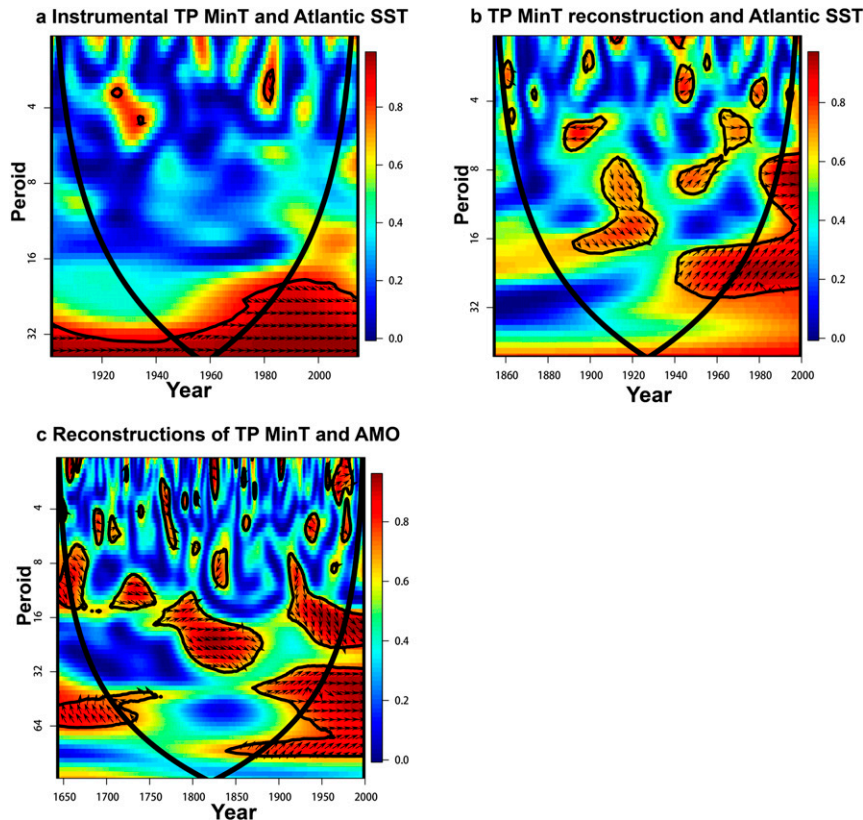 a Instrumental TP MinT and Atlantic SST
4
8
16
32
Peroid
1920 1940 1960 1980 2000
Year
0.8
0.6
0.4
0.2
0.0
b TP MinT reconstruction and Atlantic SST
4
8
16
32
Peroid
1860 1880 1900 1920 1940 1960 1980 2000
Year
0.8
0.6
0.4
0.2
0.0
c Reconstructions of TP MinT and AMO
4
8
16
32
64
Peroid
1650 1700 1750 1800 1850 1900 1950 2000
Year
0.8
0.6
0.4
0.2
0.0